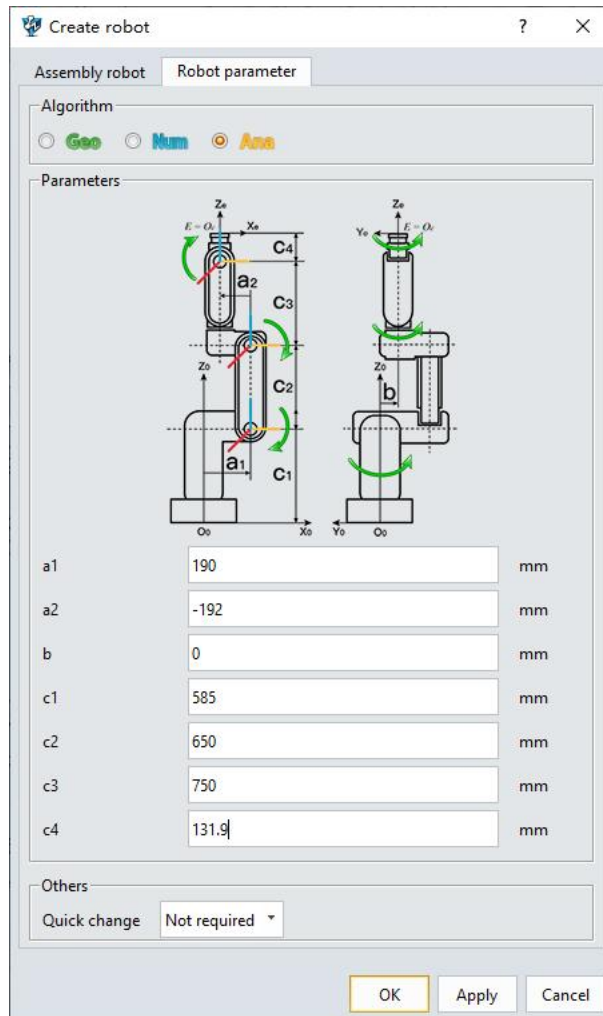 Create robot
?
Assembly robot Robot parameter
Algorithm
Geo Num Ana
Parameters
Ze Ze
E = Oe Xe Ye E = Oe
C4
a2 C3
Z0 C2 b Z0
a1 C1
O0 X0 Y0 O0
a1 190 mm
a2 -192 mm
b 0 mm
c1 585 mm
c2 650 mm
c3 750 mm
c4 131.9 mm
Others
Quick change Not required
OK Apply Cancel